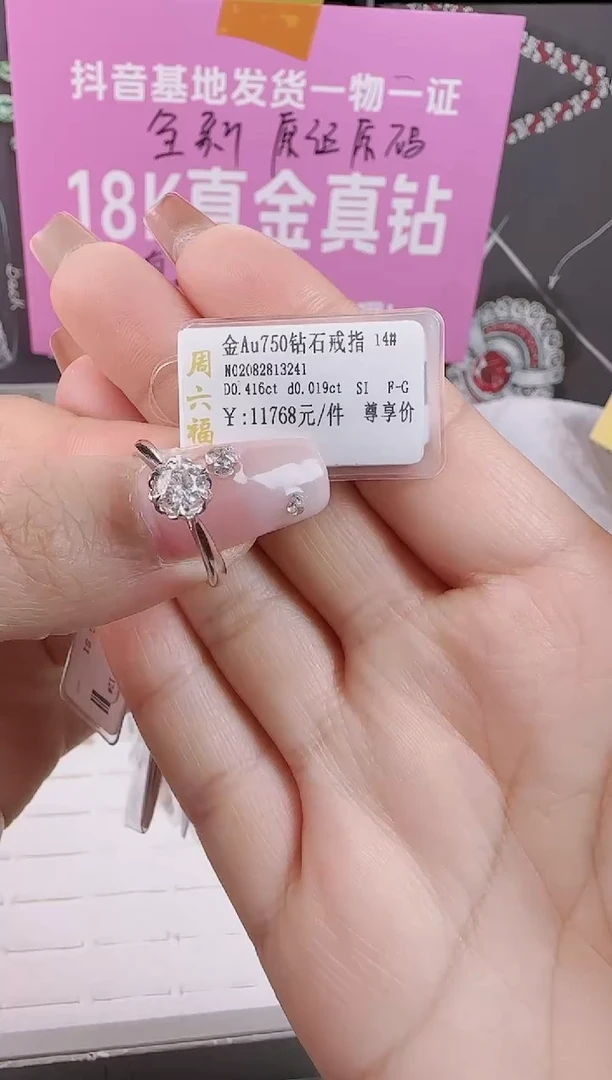 抖音基地发货一物一证
全新 原证原码
18K真金真钻
周六福
金Au750钻石戒指 14#
NO2082813241
D0.416ct d0.019ct SI F-G
¥:11768元/件 尊享价
Dack